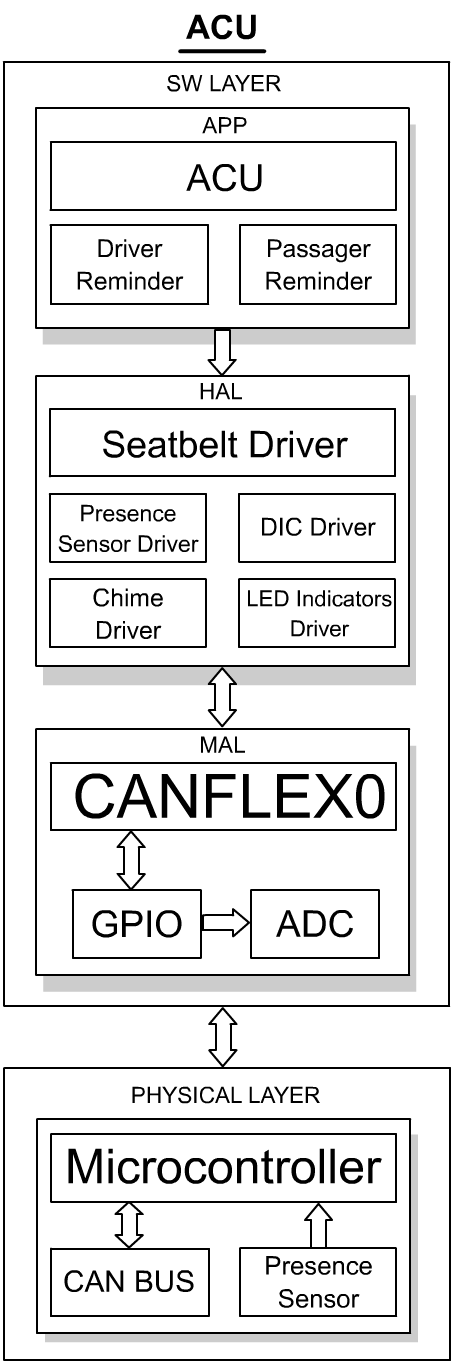 ACU
SW LAYER
APP
ACU
Driver
Reminder
Passager
Reminder
HAL
Seatbelt Driver
Presence
Sensor Driver
DIC Driver
Chime
Driver
LED Indicators
Driver
MAL
CANFLEX0
GPIO
ADC
PHYSICAL LAYER
Microcontroller
CAN BUS
Presence
Sensor